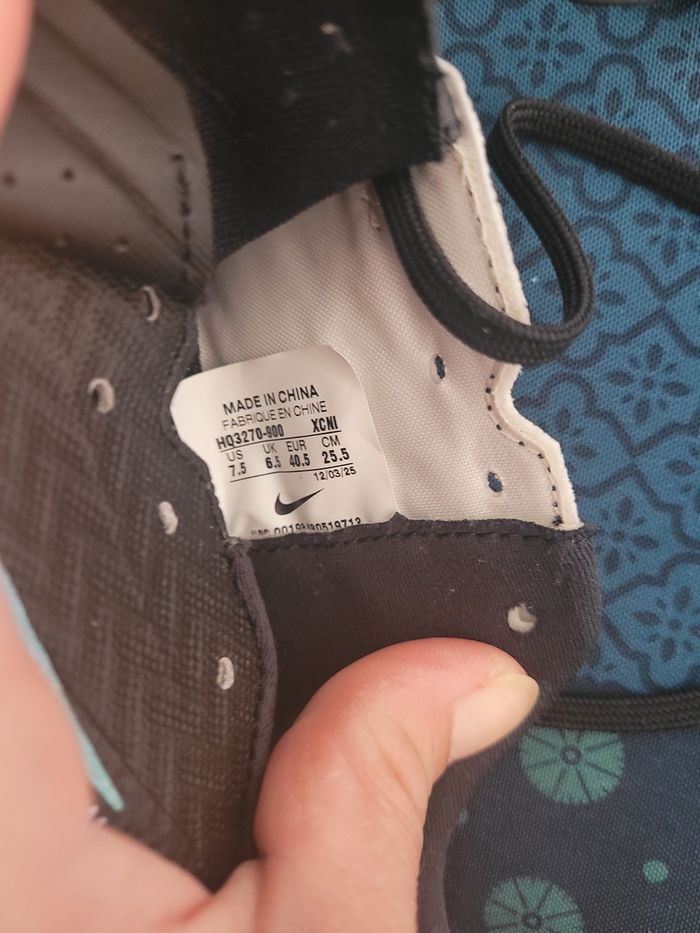 MADE IN CHINA
FABRIQUE EN CHINE
HQ3270-900 XCNI
US UK EUR CM
7.5 6.5 40.5 25.5
12/03/25